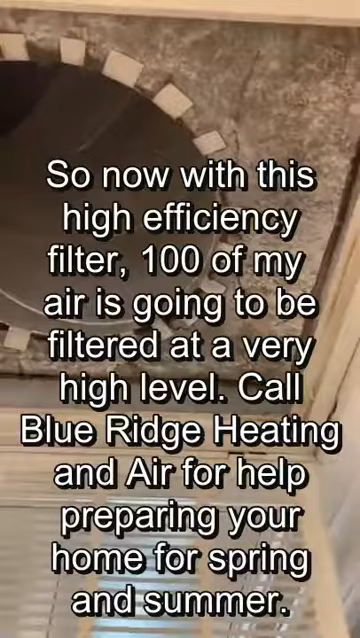 So now with this
high efficiency
filter, 100 of my
air is going to be
filtered at a very
high level. Call
Blue Ridge Heating
and Air for help
preparing your
home for spring
and summer.